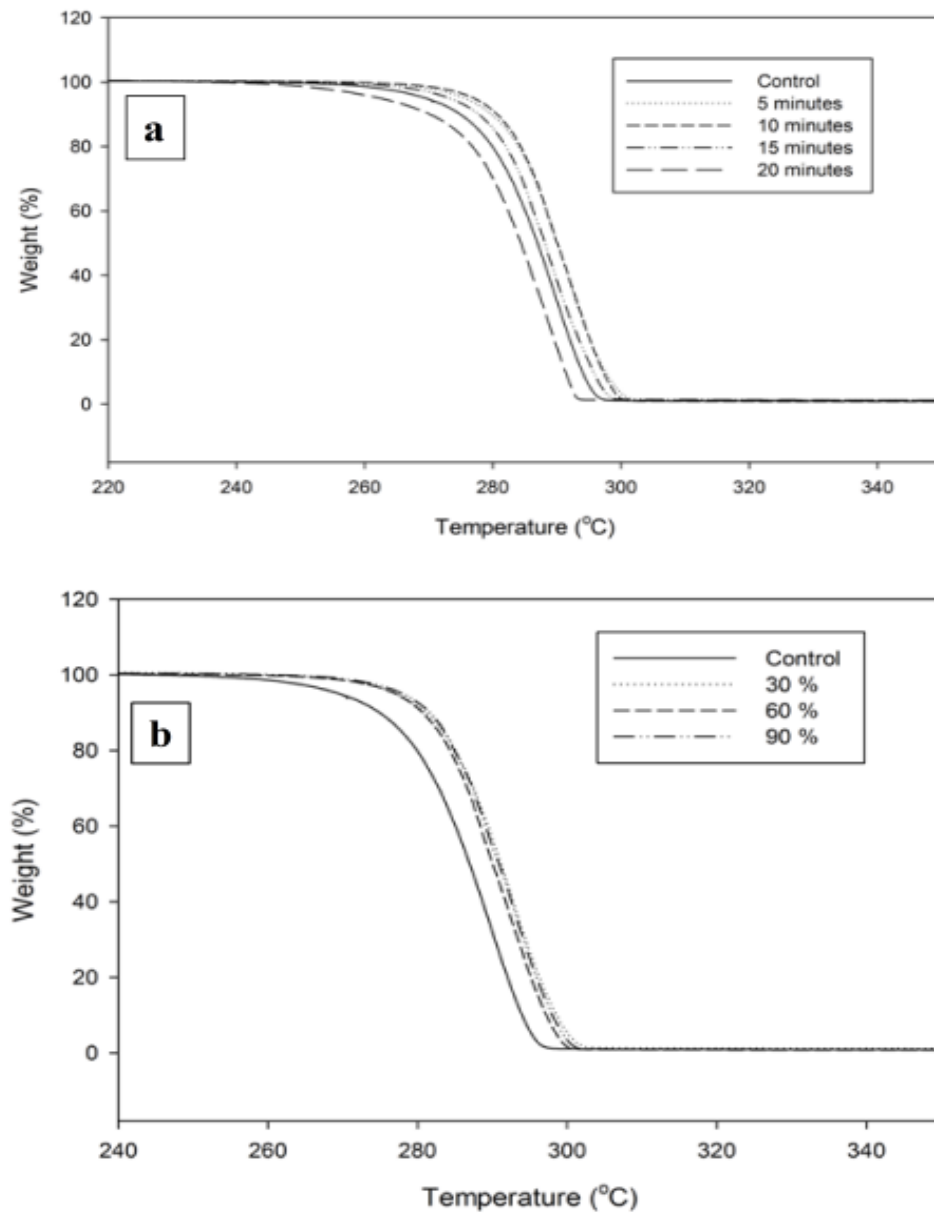 120
100
80
60
40
20
0
Weight (%)
a
Control
5 minutes
10 minutes
15 minutes
20 minutes
220 240 260 280 300 320 340
Temperature (°C)
120
100
80
60
40
20
0
Weight (%)
b
Control
30 %
60 %
90 %
240 260 280 300 320 340
Temperature (°C)